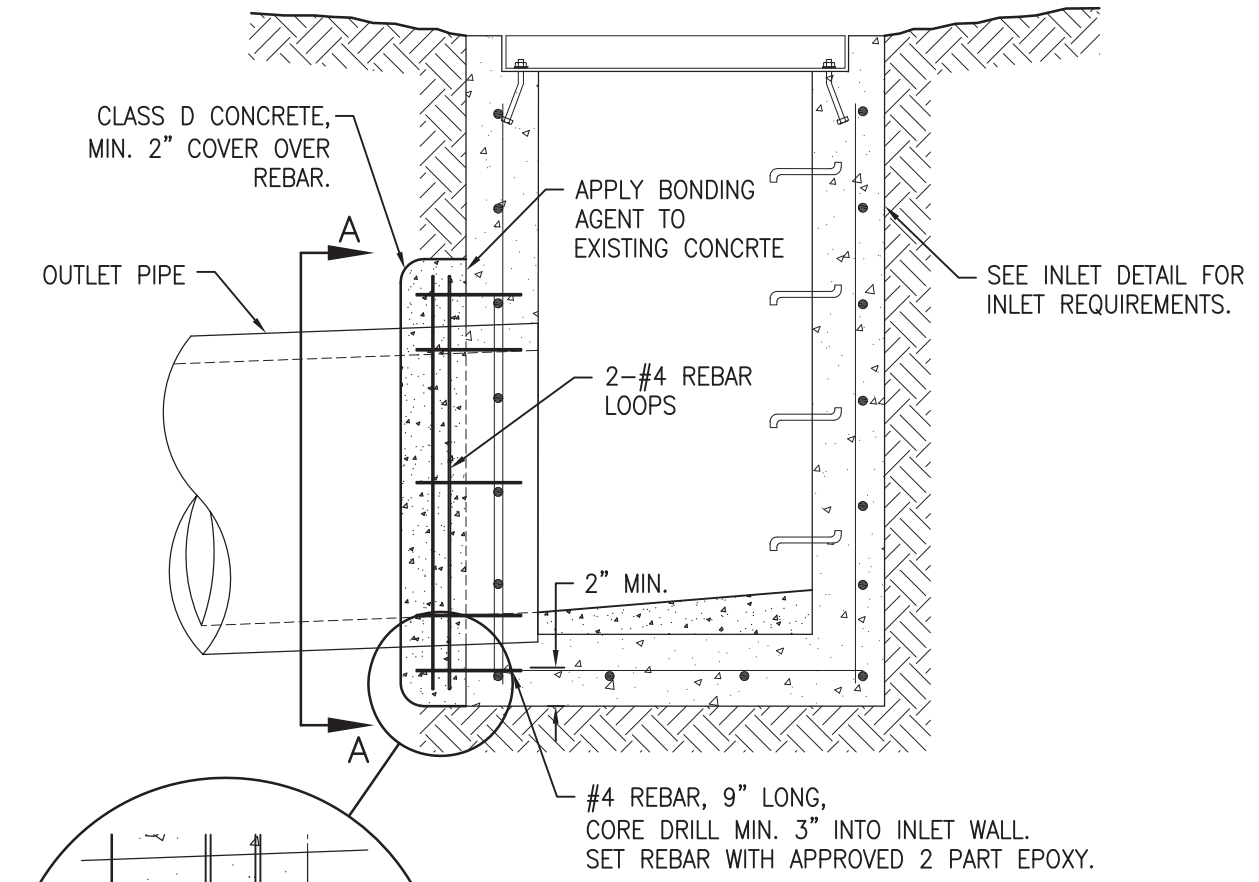 CLASS D CONCRETE,
MIN. 2” COVER OVER
REBAR.
APPLY BONDING
AGENT TO
EXISTING CONCRTE
A
OUTLET PIPE
SEE INLET DETAIL FOR
INLET REQUIREMENTS.
2-#4 REBAR
LOOPS
2” MIN.
A
#4 REBAR, 9” LONG,
CORE DRILL MIN. 3” INTO INLET WALL.
SET REBAR WITH APPROVED 2 PART EPOXY.